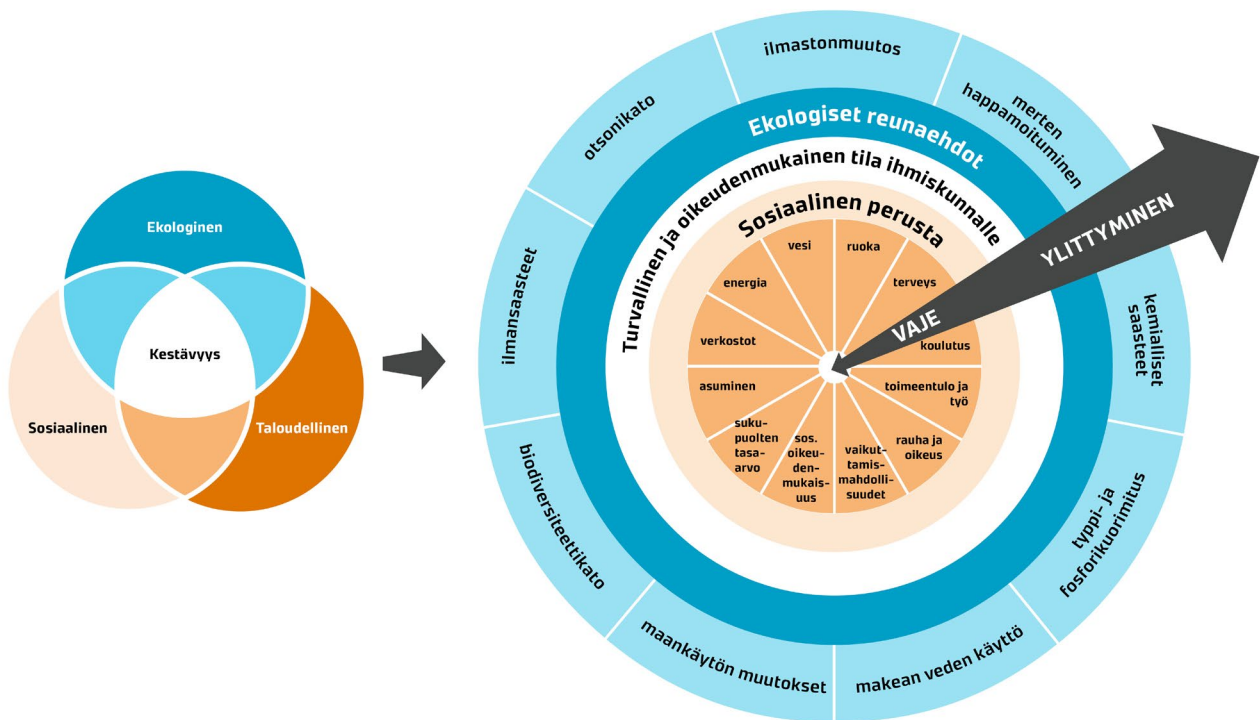 Ekologinen
Kestävyys
Sosiaalinen
Taloudellinen
ilmastonmuutos
merten
happamoituminen
kemialliset
saasteet
typpi- ja
fosforikuorimitus
makean veden käyttö
maankäytön muutokset
biodiversiteettikato
ilmansaasteet
otsonikato
Ekologiset reunaehdot
Turvallinen ja oikeudenmukainen tila ihmiskunnalle
Sosiaalinen perusta
ruoka
terveys
koulutus
toimeentulo ja
työ
rauha ja
oikeus
vaikut-
tamis-
mahdolli-
suudet
sos.
oikeu-
den-
mukais-
uus
suku-
puolten
tasa-
arvo
asuminen
verkostot
energia
vesi
VAJE
YLITTYMINEN